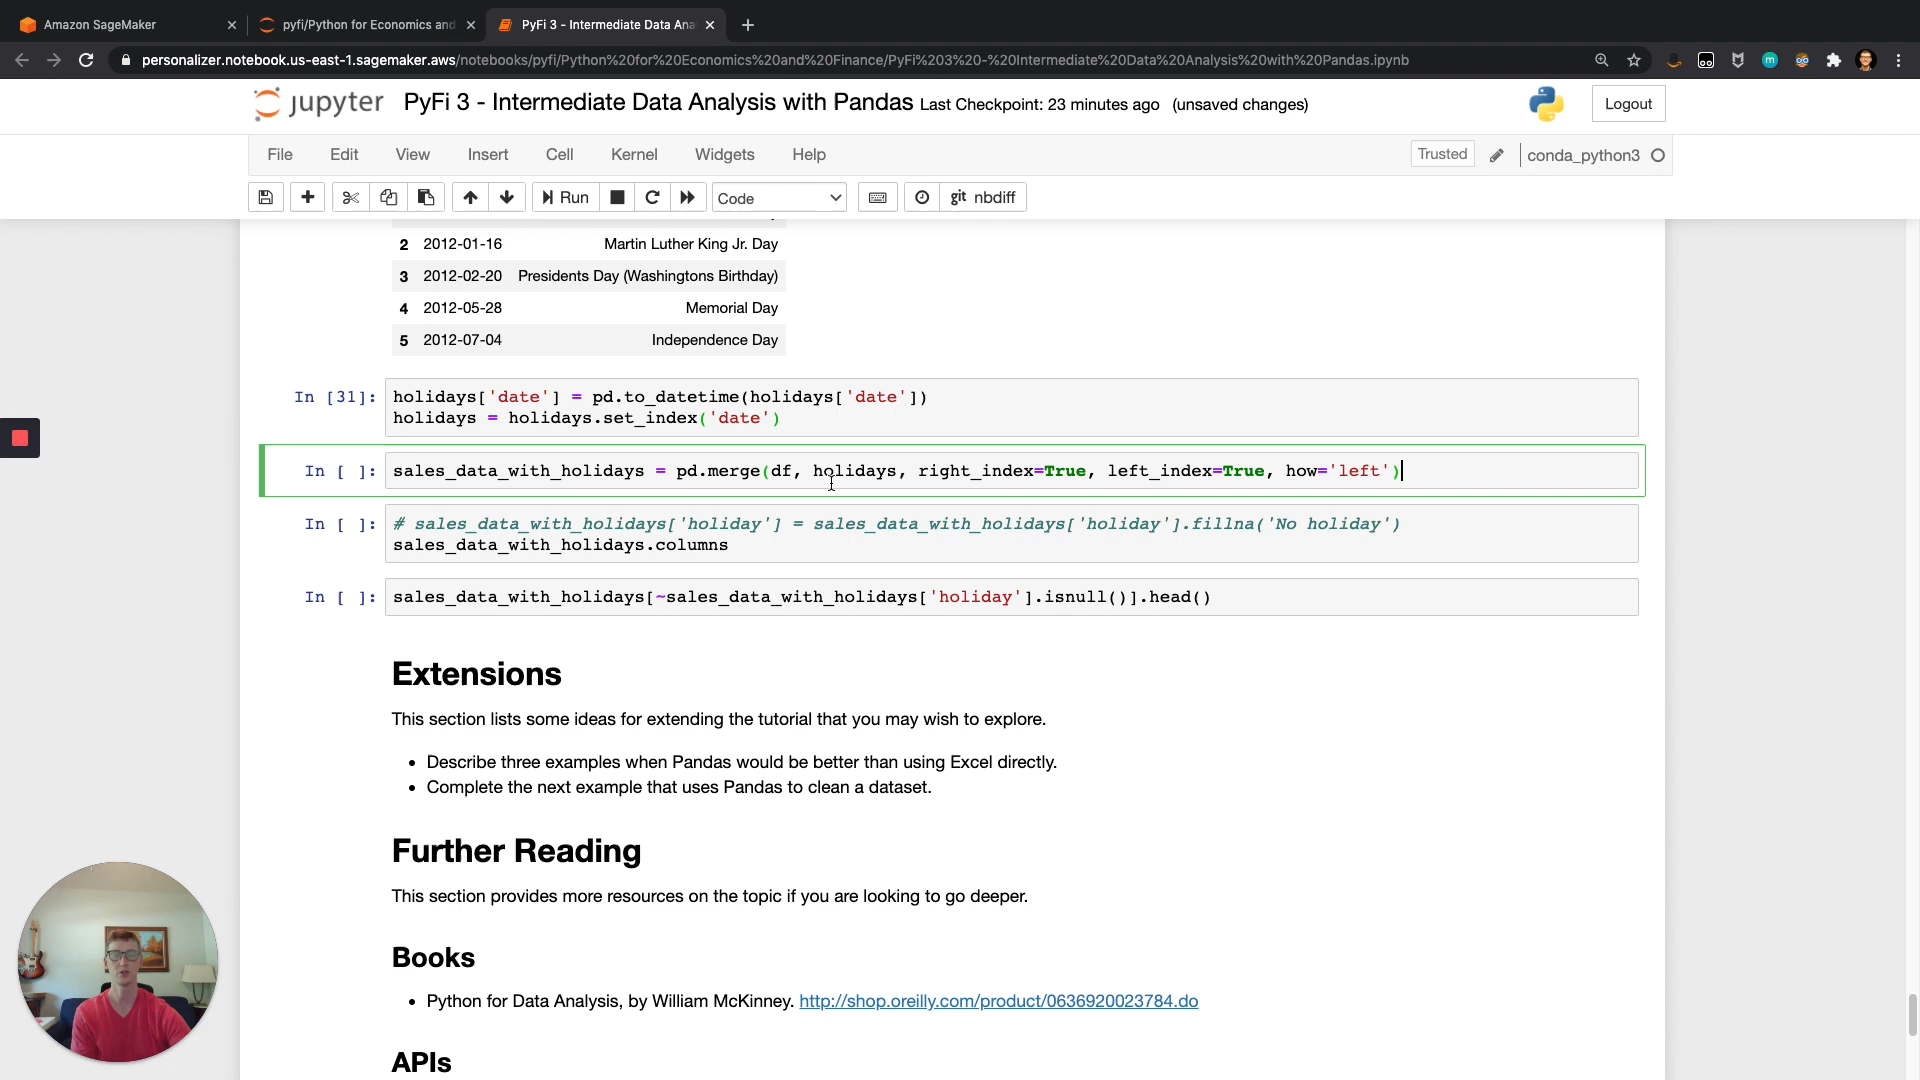 Amazon SageMaker
pyfi/Python for Economics and
PyFi 3 - Intermediate Data Ana
personalizer.notebook.us-east-1.sagemaker.aws/notebooks/pyfi/Python%20for%20Economics%20and%20Finance/PyFi%203%20-%20Intermediate%20Data%20Analysis%20with%20Pandas.ipynb
jupyter PyFi 3 - Intermediate Data Analysis with Pandas Last Checkpoint: 23 minutes ago (unsaved changes) Logout
File Edit View Insert Cell Kernel Widgets Help Trusted conda_python3
Run Code git nbdiff
2 2012-01-16 Martin Luther King Jr. Day
3 2012-02-20 Presidents Day (Washingtons Birthday)
4 2012-05-28 Memorial Day
5 2012-07-04 Independence Day
In [31]: holidays['date'] = pd.to_datetime(holidays['date'])
holidays = holidays.set_index('date')
In [ ]: sales_data_with_holidays = pd.merge(df, holidays, right_index=True, left_index=True, how='left')
In [ ]: # sales_data_with_holidays['holiday'] = sales_data_with_holidays['holiday'].fillna('No holiday')
sales_data_with_holidays.columns
In [ ]: sales_data_with_holidays[~sales_data_with_holidays['holiday'].isnull()].head()
Extensions
This section lists some ideas for extending the tutorial that you may wish to explore.
• Describe three examples when Pandas would be better than using Excel directly.
• Complete the next example that uses Pandas to clean a dataset.
Further Reading
This section provides more resources on the topic if you are looking to go deeper.
Books
• Python for Data Analysis, by William McKinney. http://shop.oreilly.com/product/0636920023784.do
APIs